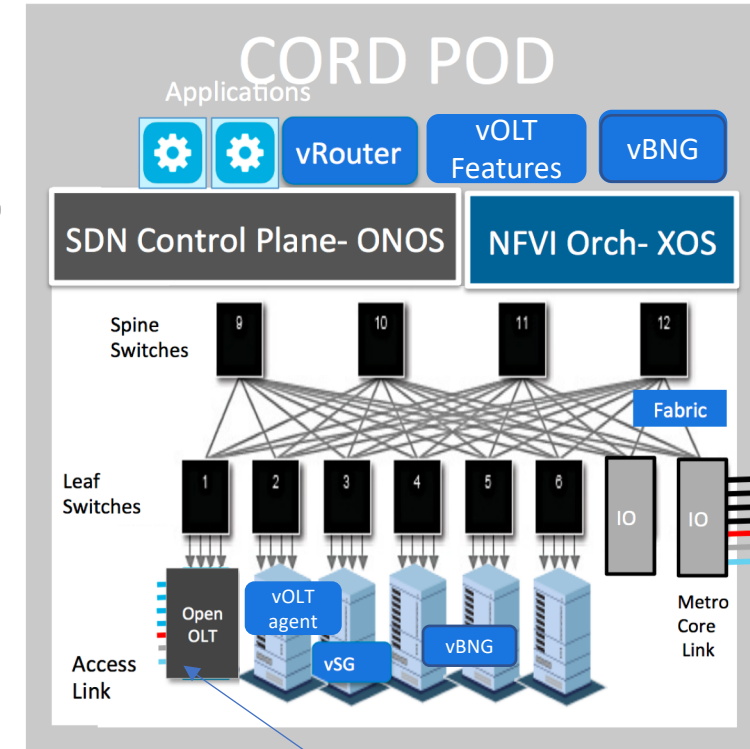 CORD POD
Applications
vRouter
vOLT
Features
vBNG
SDN Control Plane- ONOS
NFVI Orch- XOS
Spine
Switches
9
10
11
12
Fabric
Leaf
Switches
1
2
3
4
5
6
IO
IO
Open
OLT
vOLT
agent
vSG
vBNG
Metro
Core
Link
Access
Link